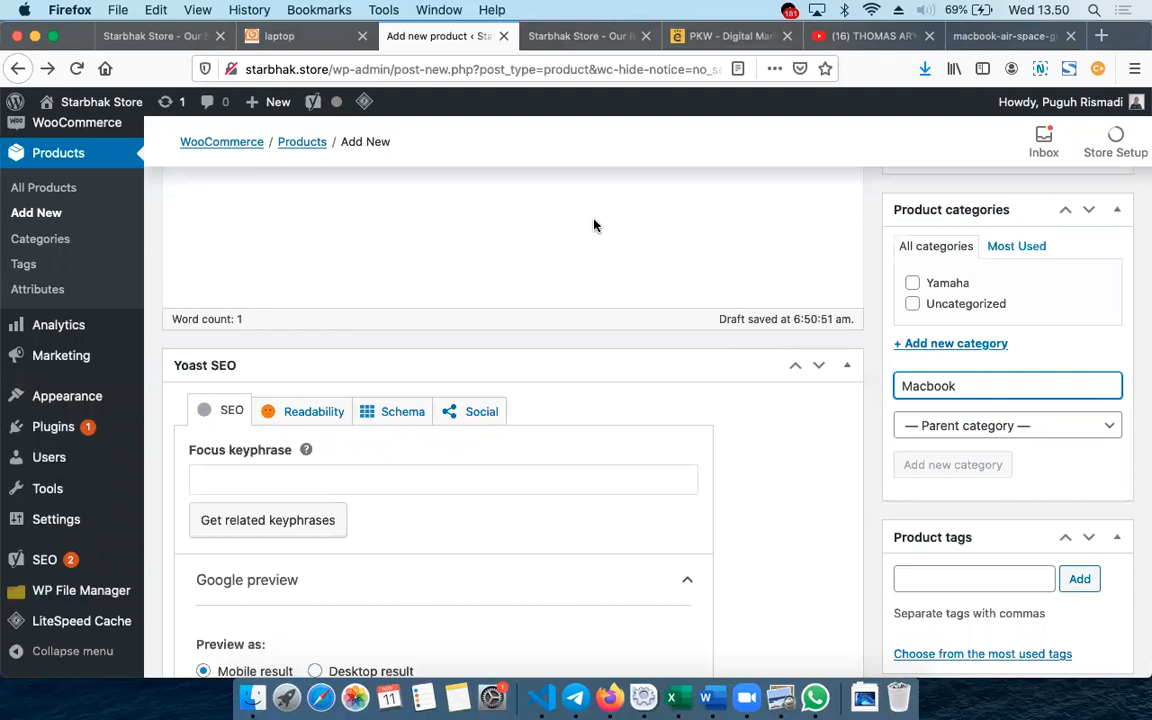 Firefox File Edit View History Bookmarks Tools Window Help
181
69%
Wed 13.50
Starbhak Store - Our B
laptop
Add new product ‹ Sta
Starbhak Store - Our B
PKW - Digital Mar
(16) THOMAS AR
macbook-air-space-g
starbhak.store/wp-admin/post-new.php?post_type=product&wc-hide-notice=no_se
Starbhak Store
1
0
New
Howdy, Puguh Rismadi
WooCommerce
Products
All Products
Add New
Categories
Tags
Attributes
Analytics
Marketing
Appearance
Plugins 1
Users
Tools
Settings
SEO 2
WP File Manager
LiteSpeed Cache
Collapse menu
WooCommerce / Products / Add New
Inbox
Store Setup
Word count: 1
Draft saved at 6:50:51 am.
Yoast SEO
SEO
Readability
Schema
Social
Focus keyphrase
Get related keyphrases
Google preview
Preview as:
Mobile result
Desktop result
Product categories
All categories
Most Used
Yamaha
Uncategorized
+ Add new category
Macbook
— Parent category —
Add new category
Product tags
Add
Separate tags with commas
Choose from the most used tags
NOV
11
1